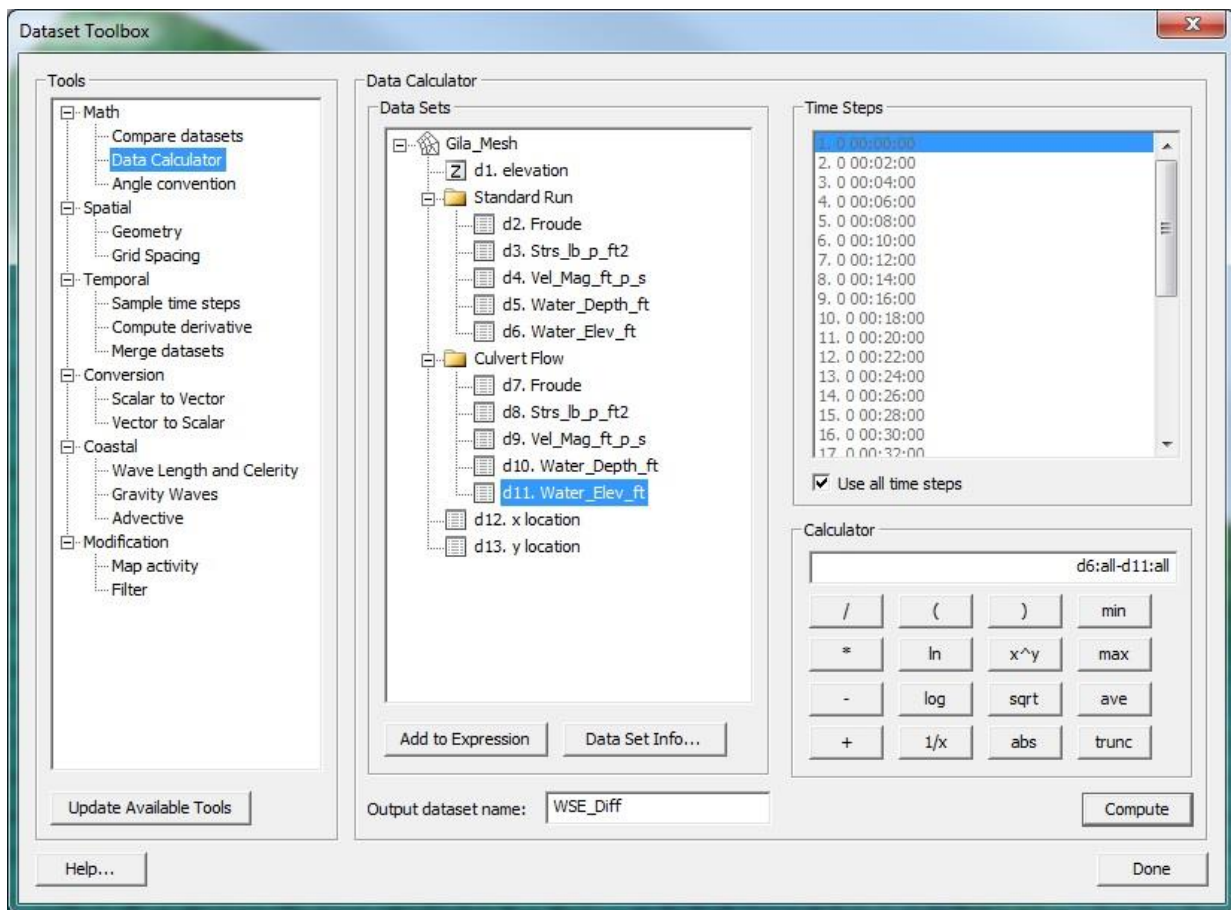 Dataset Toolbox
Tools
Math
Compare datasets
Data Calculator
Angle convention
Spatial
Geometry
Grid Spacing
Temporal
Sample time steps
Compute derivative
Merge datasets
Conversion
Scalar to Vector
Vector to Scalar
Coastal
Wave Length and Celerity
Gravity Waves
Advective
Modification
Map activity
Filter
Update Available Tools
Help...
Data Calculator
Data Sets
Gila_Mesh
Z d1. elevation
Standard Run
d2. Froude
d3. Strs_lb_p_ft2
d4. Vel_Mag_ft_p_s
d5. Water_Depth_ft
d6. Water_Elev_ft
Culvert Flow
d7. Froude
d8. Strs_lb_p_ft2
d9. Vel_Mag_ft_p_s
d10. Water_Depth_ft
d11. Water_Elev_ft
d12. x location
d13. y location
Add to Expression Data Set Info...
Output dataset name: WSE_Diff
Time Steps
1. 0 00:00:00
2. 0 00:02:00
3. 0 00:04:00
4. 0 00:06:00
5. 0 00:08:00
6. 0 00:10:00
7. 0 00:12:00
8. 0 00:14:00
9. 0 00:16:00
10. 0 00:18:00
11. 0 00:20:00
12. 0 00:22:00
13. 0 00:24:00
14. 0 00:26:00
15. 0 00:28:00
16. 0 00:30:00
17. 0 00:32:00
Use all time steps
Calculator
d6:all-d11:all
/ ( ) min
* ln x^y max
- log sqrt ave
+ 1/x abs trunc
Compute
Done